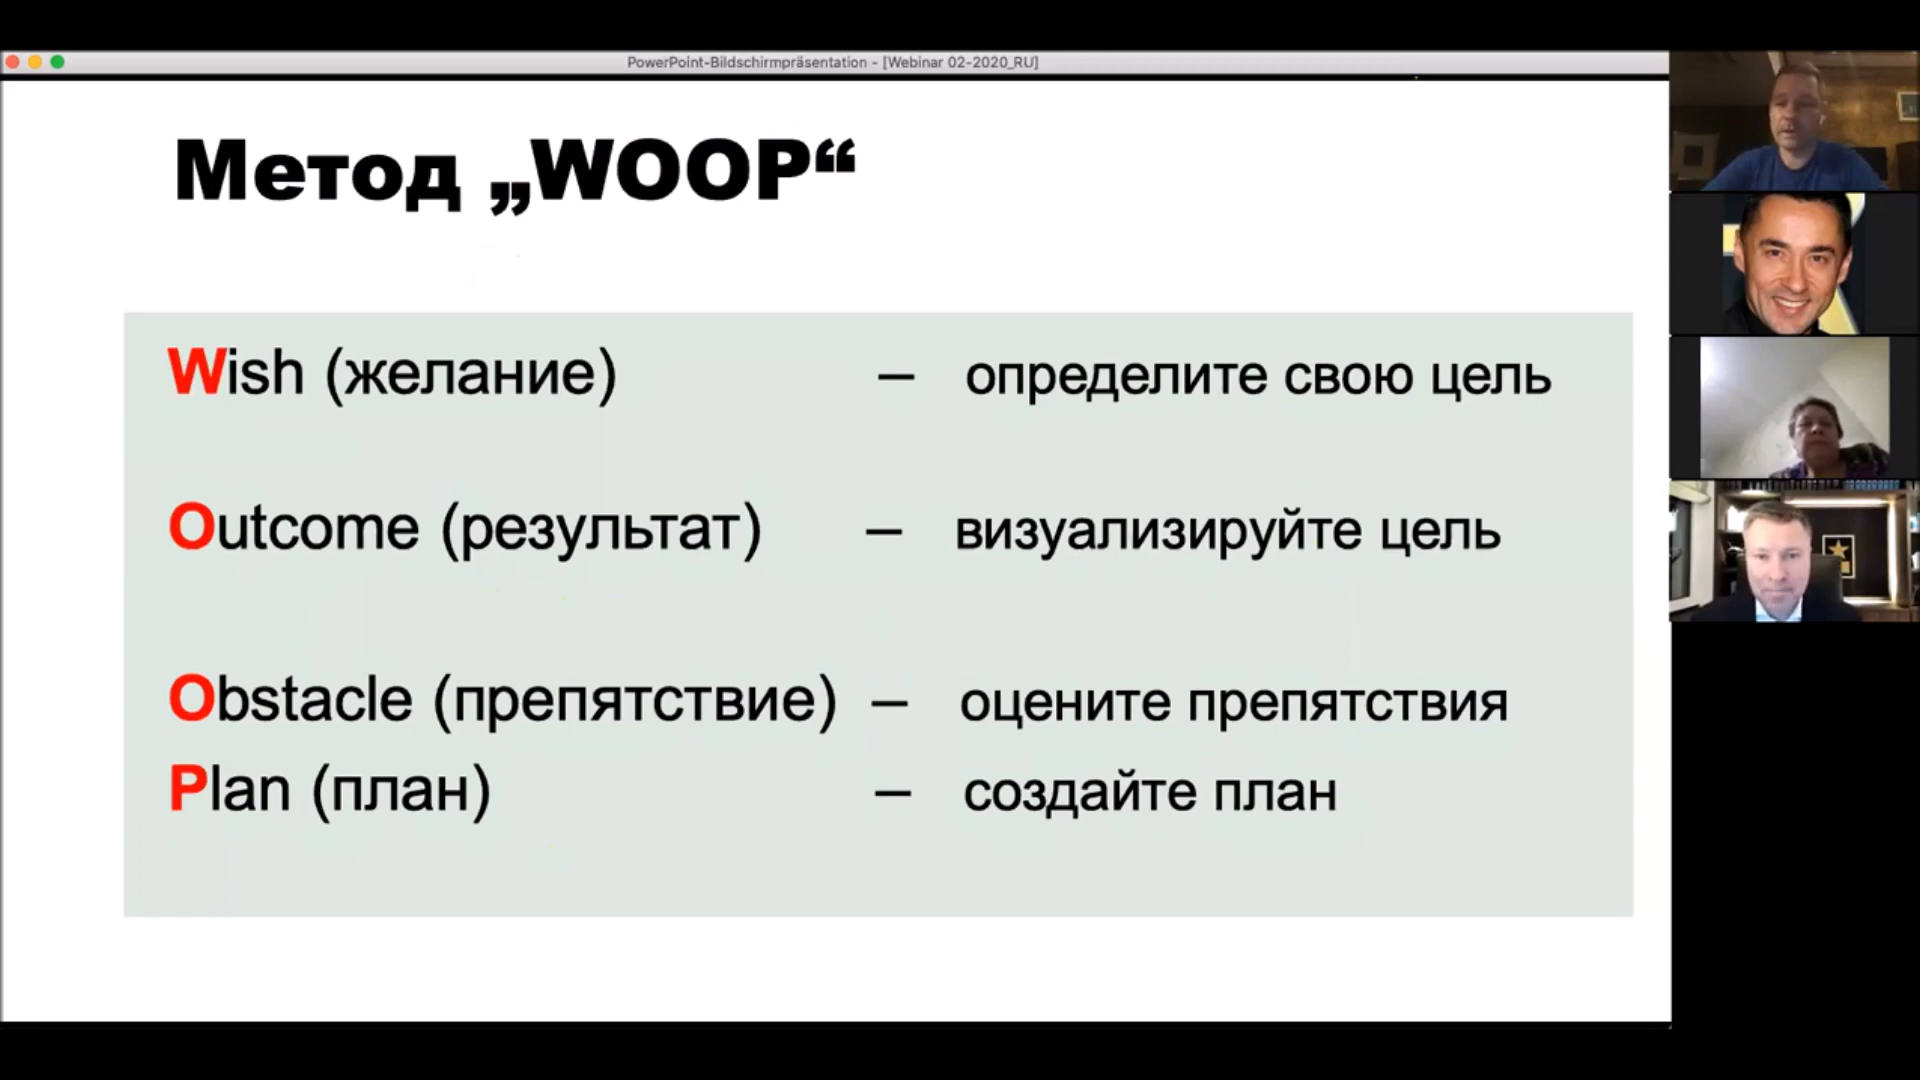 PowerPoint-Bildschirmpräsentation - [Webinar 02-2020_RU]
Метод „WOOP“
Wish (желание) – определите свою цель
Outcome (результат) – визуализируйте цель
Obstacle (препятствие) – оцените препятствия
Plan (план) – создайте план